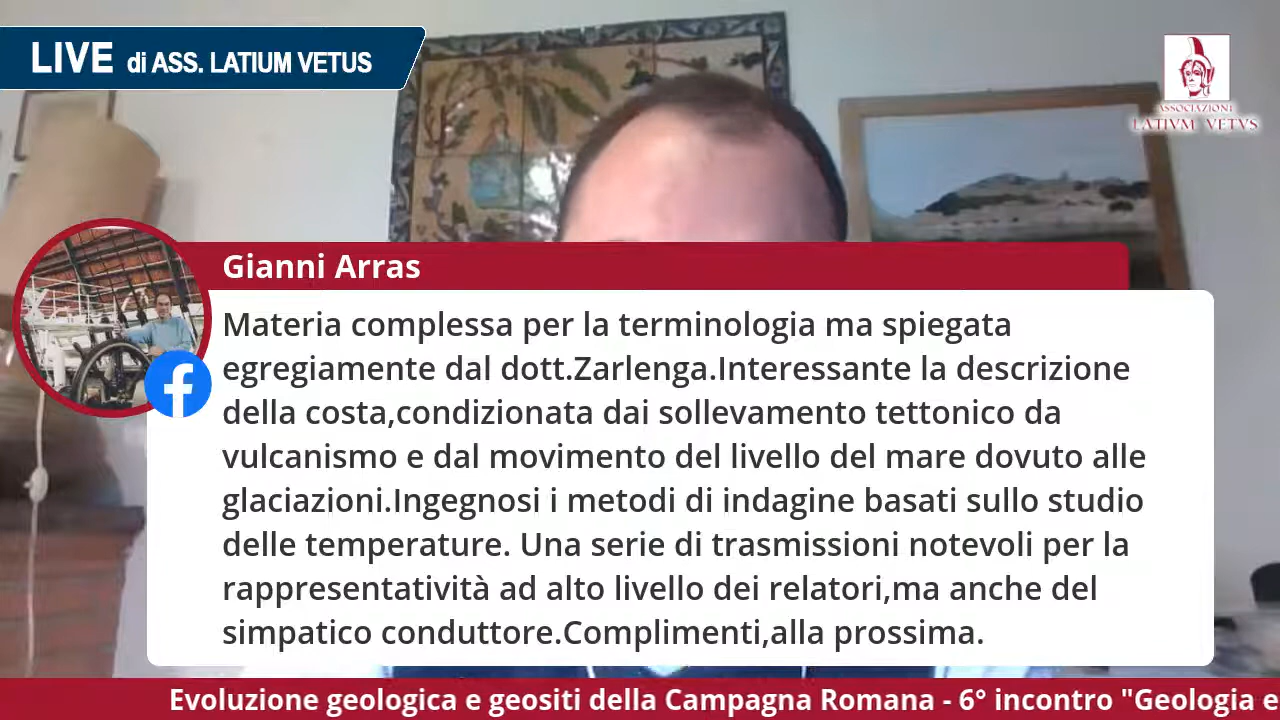 LIVE di ASS. LATIUM VETUS
ASSOCIAZIONE
LATIVM VETVS
Gianni Arras
Materia complessa per la terminologia ma spiegata
egregiamente dal dott.Zarlenga.Interessante la descrizione
della costa,condizionata dai sollevamento tettonico da
vulcanismo e dal movimento del livello del mare dovuto alle
glaciazioni.Ingegnosi i metodi di indagine basati sullo studio
delle temperature. Una serie di trasmissioni notevoli per la
rappresentatività ad alto livello dei relatori,ma anche del
simpatico conduttore.Complimenti,alla prossima.
Evoluzione geologica e geositi della Campagna Romana - 6° incontro "Geologia e